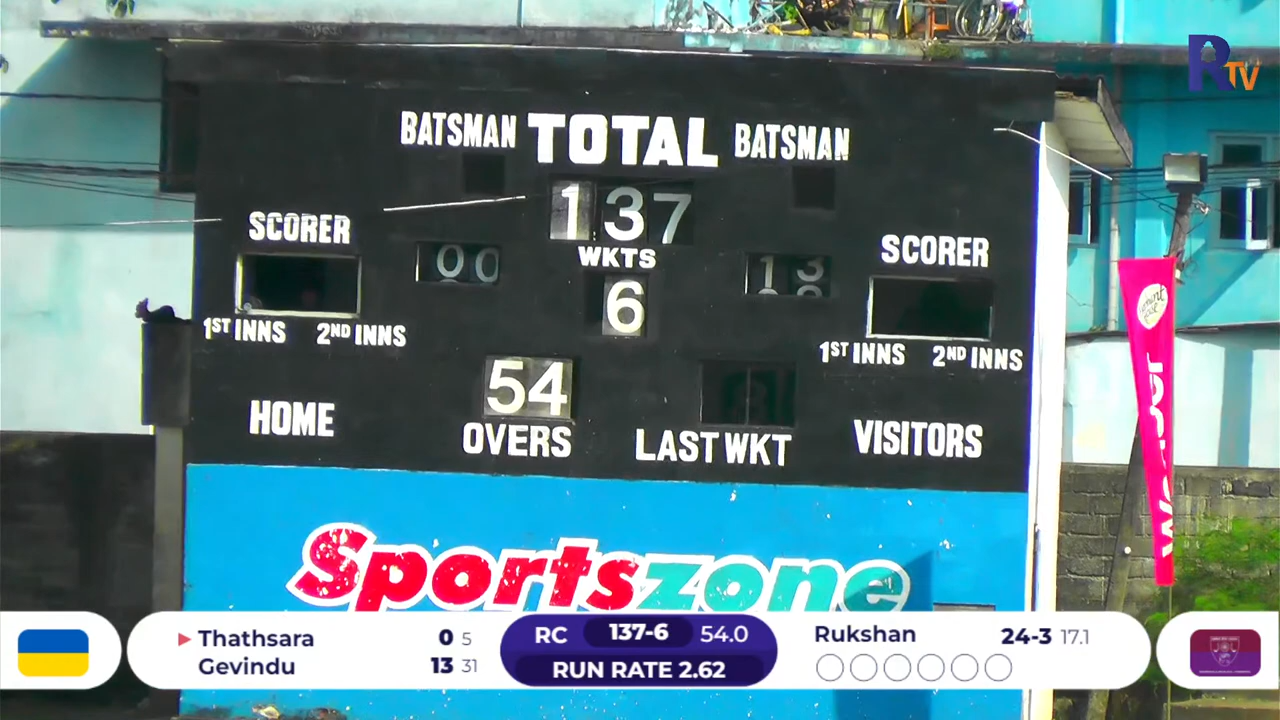 RTV
BATSMAN TOTAL BATSMAN
137
SCORER
WKTS
SCORER
00
13
6
1ST INNS 2ND INNS
1ST INNS 2ND INNS
54
HOME
OVERS
LAST WKT
VISITORS
Sportszone
Thathsara 0 5
Gevindu 13 31
RC 137-6 54.0
RUN RATE 2.62
Rukshan 24-3 17.1